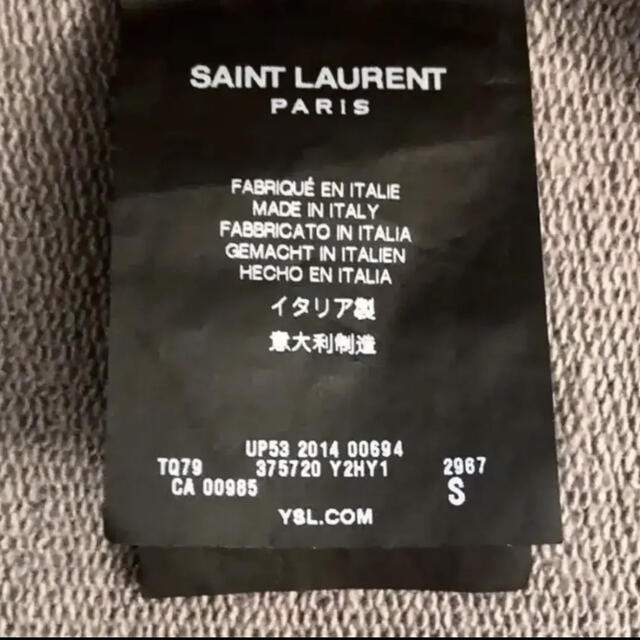 SAINT LAURENT
PARIS
FABRIQUÉ EN ITALIE
MADE IN ITALY
FABBRICATO IN ITALIA
GEMACHT IN ITALIEN
HECHO EN ITALIA
イタリア製
意大利制造
UP53 2014 00694
TQ79 375720 Y2HY1 2967
CA 00985 S
YSL.COM